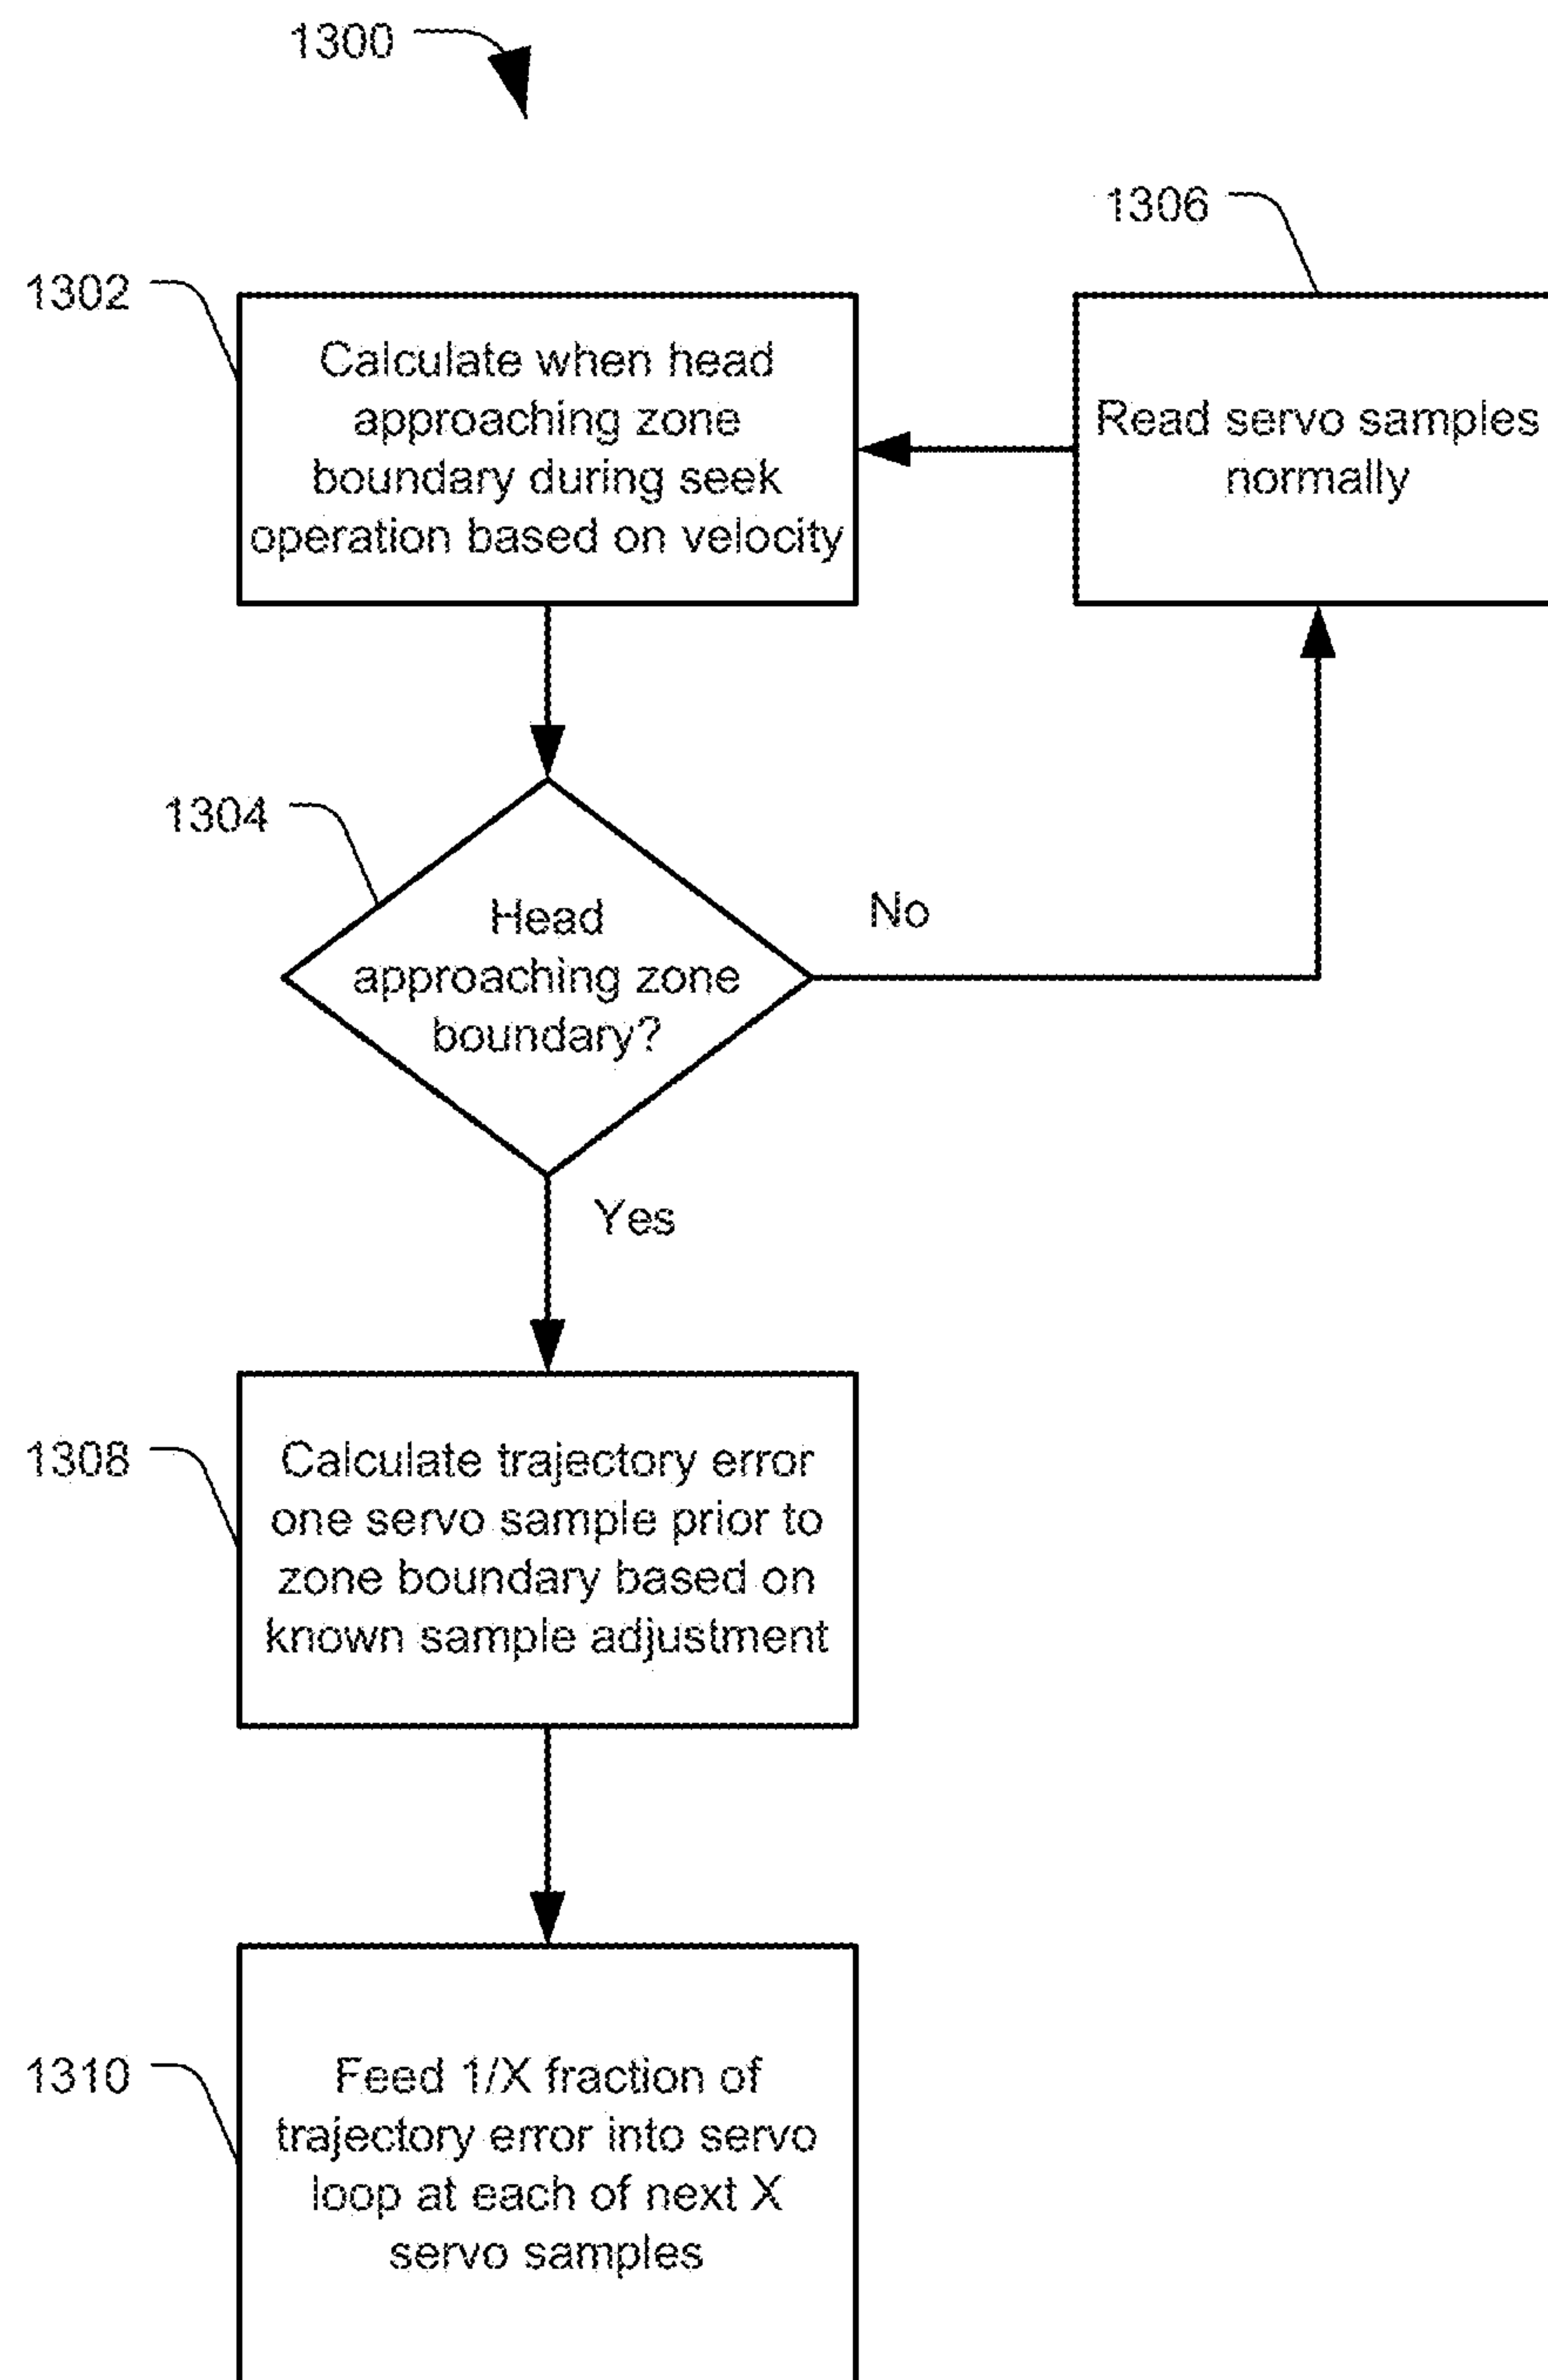 1300
1306
1302
Calculate when head
approaching zone
boundary during seek
operation based on velocity
Read servo samples
normally
1304
Head
approaching zone
boundary?
No
Yes
1308
Calculate trajectory error
one servo sample prior to
zone boundary based on
known sample adjustment
1310
Feed 1/X fraction of
trajectory error into servo
loop at each of next X
servo samples